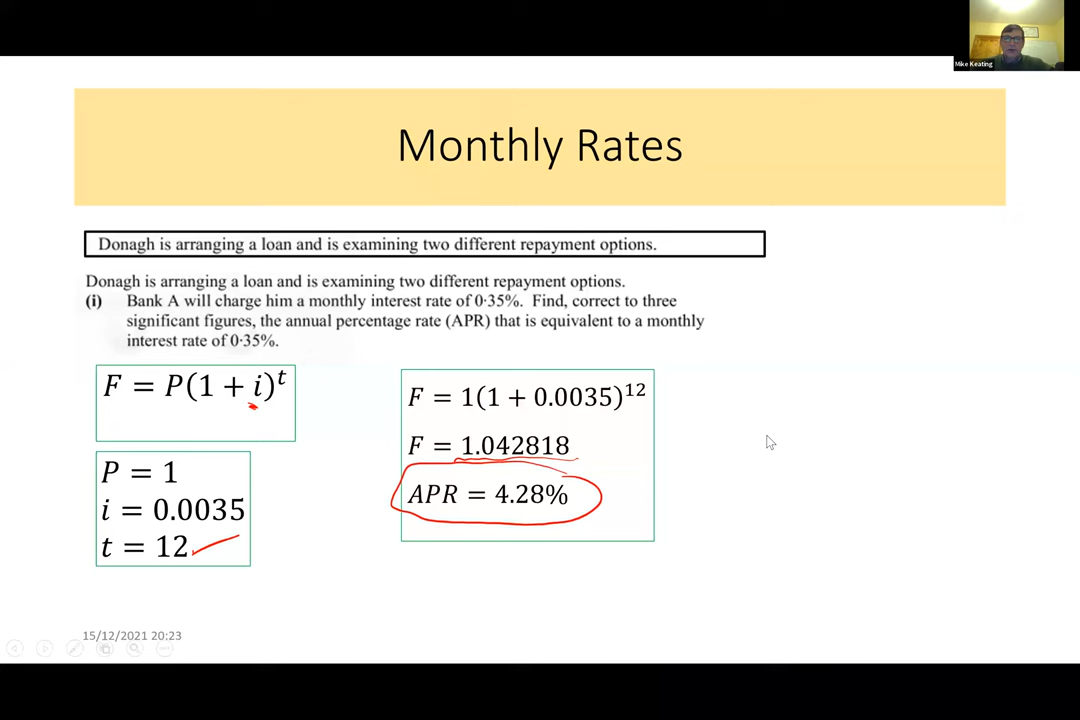 Mike Keating
Monthly Rates
Donagh is arranging a loan and is examining two different repayment options.
Donagh is arranging a loan and is examining two different repayment options.
(i) Bank A will charge him a monthly interest rate of 0·35%. Find, correct to three
significant figures, the annual percentage rate (APR) that is equivalent to a monthly
interest rate of 0·35%.
F = P(1 + i)ᵗ
P = 1
i = 0.0035
t = 12
F = 1(1 + 0.0035)¹²
F = 1.042818
APR = 4.28%
15/12/2021 20:23